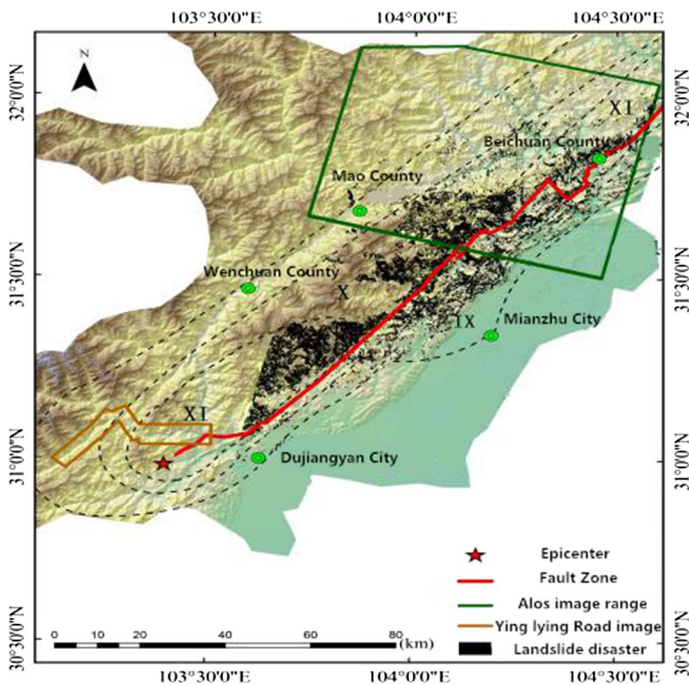 103°30'0"E 104°0'0"E 104°30'0"E
N
32°0'0"N 32°0'0"N
XI
Beichuan County
Mao County
31°30'0"N 31°30'0"N
Wenchuan County
X
IX Mianzhu City
XI
31°0'0"N 31°0'0"N
Dujiangyan City
Epicenter
Fault Zone
Alos image range
Ying lying Road image
Landslide disaster
0 10 20 40 60 80 (km)
30°30'0"N 30°30'0"N
103°30'0"E 104°0'0"E 104°30'0"E